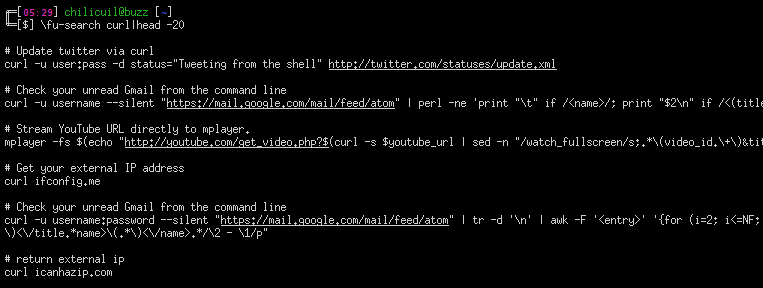 [05:29] chilicuil@buzz [~]
[$] \fu-search curl|head -20
# Update twitter via curl
curl -u user:pass -d status="Tweeting from the shell" http://twitter.com/statuses/update.xml
# Check your unread Gmail from the command line
curl -u username --silent "https://mail.google.com/mail/feed/atom" | perl -ne 'print "\t" if /<name>/; print "$2\n" if /<(title
# Stream YouTube URL directly to mplayer.
mplayer -fs $(echo "http://youtube.com/get_video.php?$(curl -s $youtube_url | sed -n "/watch_fullscreen/s;.*\(video_id.\+\)&tit
# Get your external IP address
curl ifconfig.me
# Check your unread Gmail from the command line
curl -u username:password --silent "https://mail.google.com/mail/feed/atom" | tr -d '\n' | awk -F '<entry>' '{for (i=2; i<=NF;
\)<\/title.*name>\(.*\)<\/name>.*/\2 - \1/p"
# return external ip
curl icanhazip.com